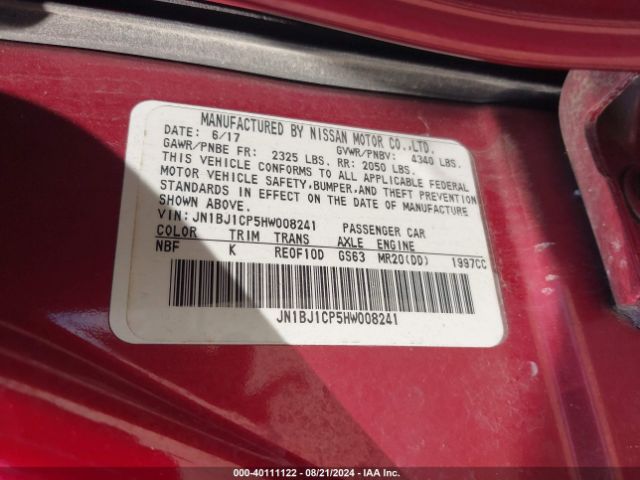 MANUFACTURED BY NISSAN MOTOR CO.,LTD.
DATE: 6/17 GVWR/PNBV: 4340 LBS.
GAWR/PNBE FR: 2325 LBS. RR: 2050 LBS.
THIS VEHICLE CONFORMS TO ALL APPLICABLE FEDERAL
MOTOR VEHICLE SAFETY,BUMPER,AND THEFT PREVENTION
STANDARDS IN EFFECT ON THE DATE OF MANUFACTURE
SHOWN ABOVE.
VIN: JN1BJ1CP5HW008241 PASSENGER CAR
COLOR TRIM TRANS AXLE ENGINE
NBF K RE0F10D GS63 MR20(DD) 1997CC
JN1BJ1CP5HW008241
000-40111122 - 08/21/2024 - IAA Inc.